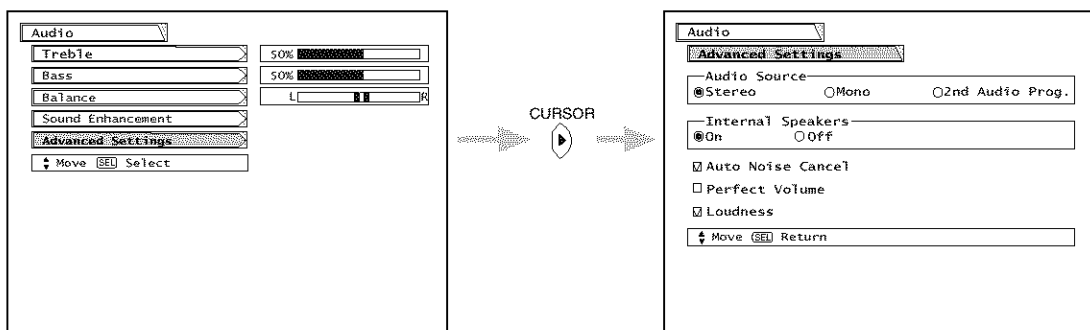 Audio
Treble 50%
Bass 50%
Balance L R
Sound Enhancement
Advanced Settings
Move SEL Select
CURSOR
Audio
Advanced Settings
Audio Source
Stereo Mono 2nd Audio Prog.
Internal Speakers
On Off
Auto Noise Cancel
Perfect Volume
Loudness
Move SEL Return